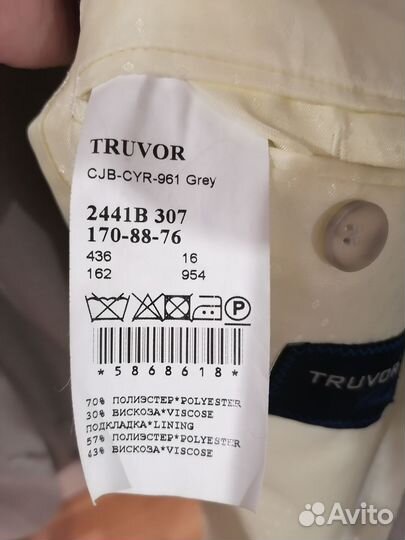 TRUVOR
CJB-CYR-961 Grey
2441B 307
170-88-76
436 16
162 954
P
*5868618*
70% ПОЛИЭСТЕР*POLYESTER
30% ВИСКОЗА*VISCOSE
ПОДКЛАДКА*LINING
57% ПОЛИЭСТЕР*POLYESTER
43% ВИСКОЗА*VISCOSE
TRUVOR
Avito